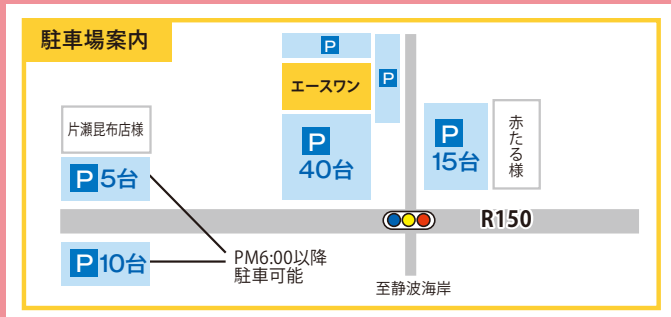 駐車場案内
P
エースワン
P
P
40台
P
15台
赤たる様
片瀬昆布店様
P 5台
R150
P 10台
PM6:00以降
駐車可能
至静波海岸